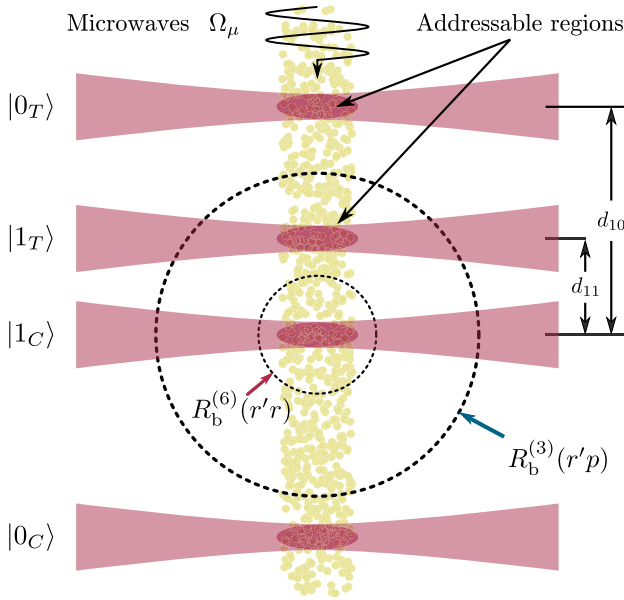 Microwaves Ω_μ
Addressable regions
|0_T⟩
|1_T⟩
|1_C⟩
|0_C⟩
d_10
d_11
R_b^(6)(r′r)
R_b^(3)(r′p)